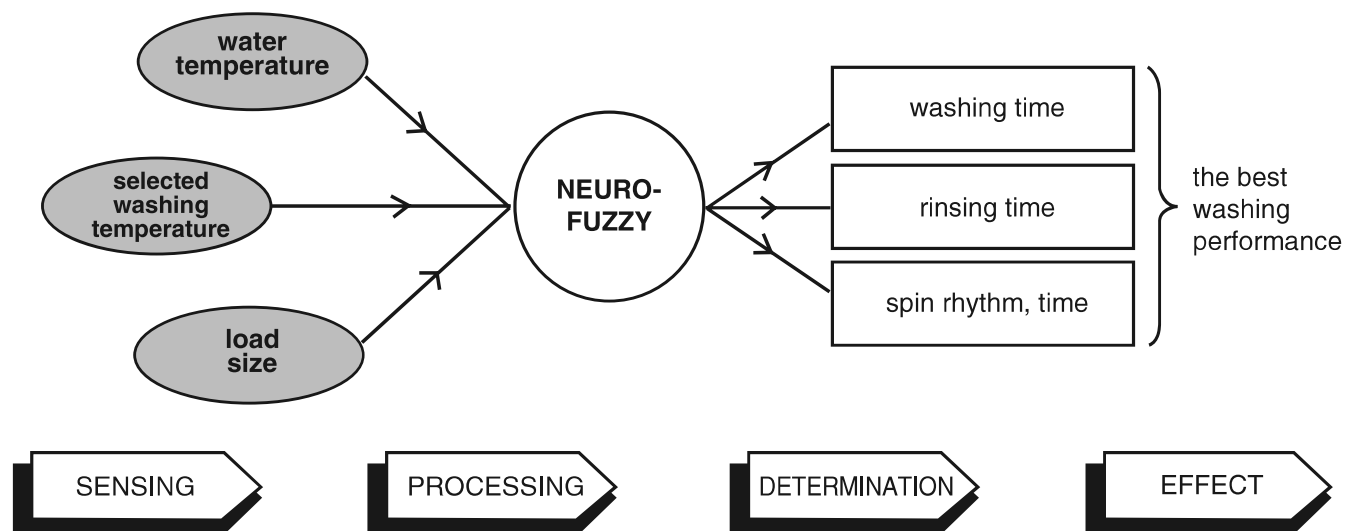 water
temperature
selected
washing
temperature
load
size
NEURO-
FUZZY
washing time
rinsing time
spin rhythm, time
the best
washing
performance
SENSING
PROCESSING
DETERMINATION
EFFECT